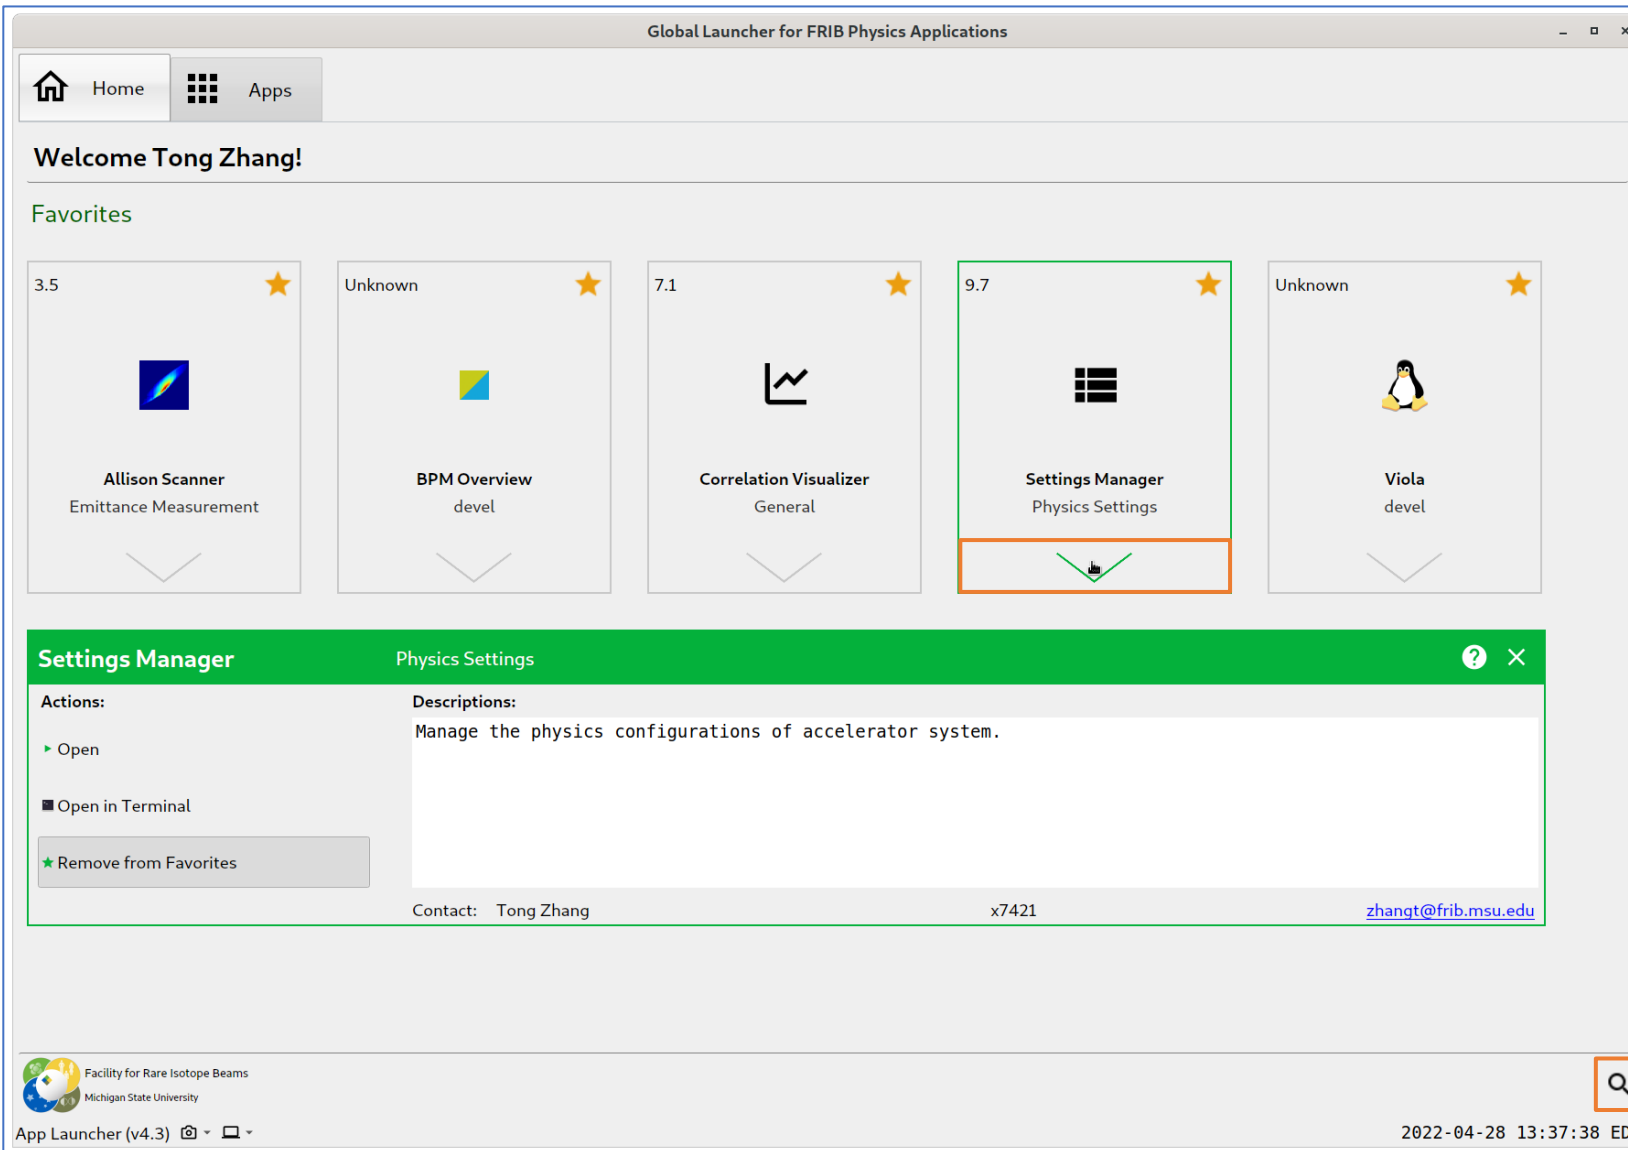 Global Launcher for FRIB Physics Applications
Home
Apps
Welcome Tong Zhang!
Favorites
3.5
Unknown
7.1
9.7
Unknown
Allison Scanner
Emittance Measurement
BPM Overview
devel
Correlation Visualizer
General
Settings Manager
Physics Settings
Viola
devel
Settings Manager
Physics Settings
Actions:
Open
Open in Terminal
Remove from Favorites
Descriptions:
Manage the physics configurations of accelerator system.
Contact: Tong Zhang x7421 zhangt@frib.msu.edu
Facility for Rare Isotope Beams
Michigan State University
App Launcher (v4.3)
2022-04-28 13:37:38